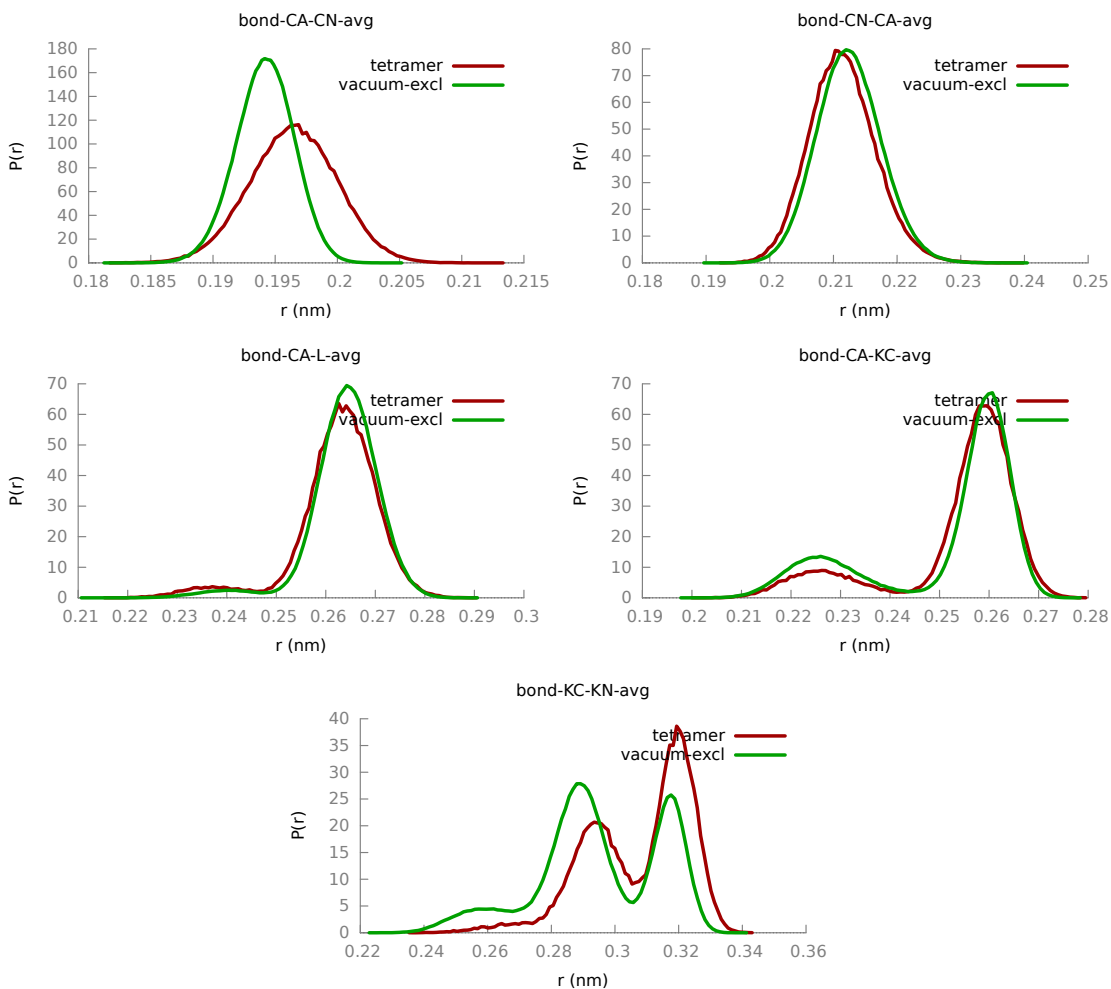 bond-CA-CN-avg
180
160
140
120
100
80
60
40
20
0
P(r)
tetramer
vacuum-excl
0.18 0.185 0.19 0.195 0.2 0.205 0.21 0.215
r (nm)
bond-CN-CA-avg
80
70
60
50
40
30
20
10
0
P(r)
tetramer
vacuum-excl
0.18 0.19 0.2 0.21 0.22 0.23 0.24 0.25
r (nm)
bond-CA-L-avg
70
60
50
40
30
20
10
0
P(r)
tetramer
vacuum-excl
0.21 0.22 0.23 0.24 0.25 0.26 0.27 0.28 0.29 0.3
r (nm)
bond-CA-KC-avg
70
60
50
40
30
20
10
0
P(r)
tetramer
vacuum-excl
0.19 0.2 0.21 0.22 0.23 0.24 0.25 0.26 0.27 0.28
r (nm)
bond-KC-KN-avg
40
35
30
25
20
15
10
5
0
P(r)
tetramer
vacuum-excl
0.22 0.24 0.26 0.28 0.3 0.32 0.34 0.36
r (nm)